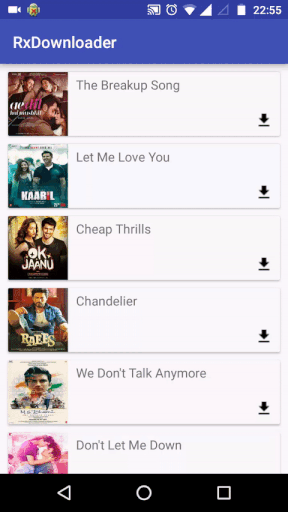 22:55
RxDownloader
The Breakup Song
Let Me Love You
KAABIL
Cheap Thrills
OK
JAANU
Chandelier
RAEES
We Don't Talk Anymore
Don't Let Me Down